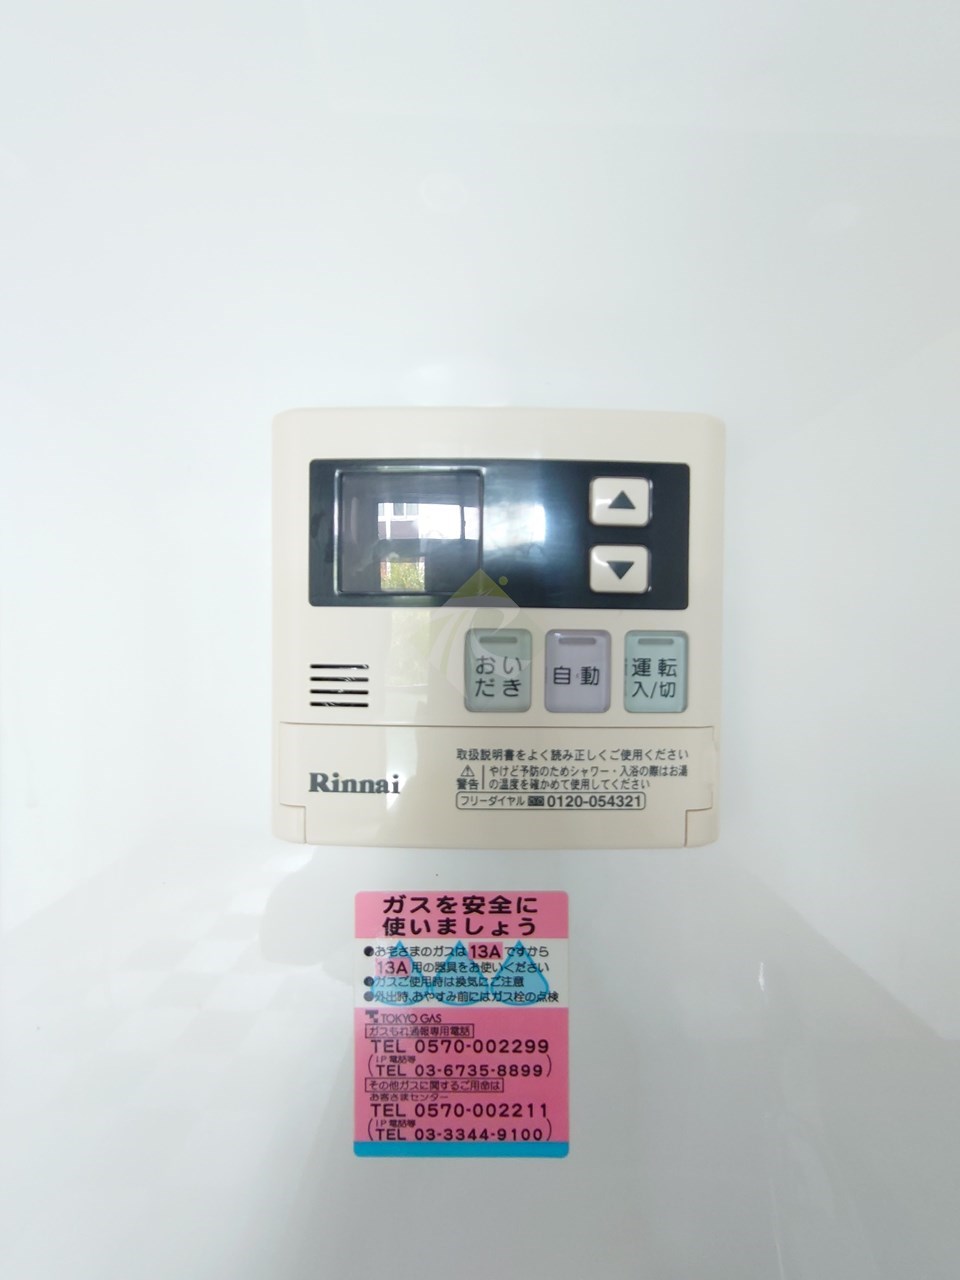 おい
だき
自動
運転
入/切
Rinnai
取扱説明書をよく読み正しくご使用ください
警告
やけど予防のためシャワー・入浴の際はお湯
の温度を確かめて使用してください
フリーダイヤル 0120-054321
ガスを安全に
使いましょう
●お宅さまのガスは 13A ですから
13A 用の器具をお使いください
●ガスご使用時は換気にご注意
●外出時、おやすみ前にはガス栓の点検
TOKYO GAS
ガスもれ通報専用電話
TEL 0570-002299
(IP電話等
TEL 03-6735-8899)
その他ガスに関するご用命は
お客さまセンター
TEL 0570-002211
(IP電話等
TEL 03-3344-9100)